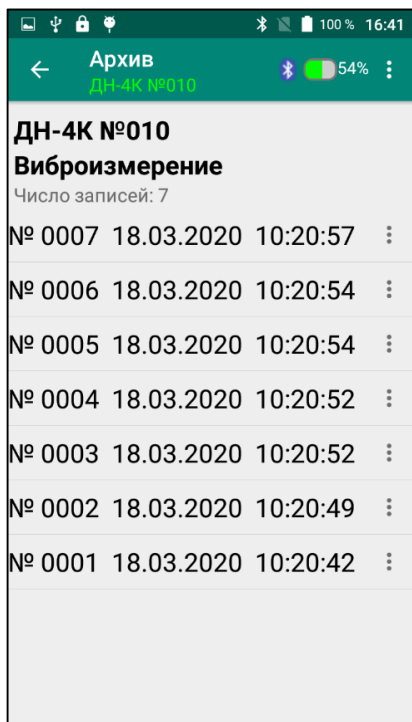 100 % 16:41
Архив
ДН-4К №010
54%
ДН-4К №010
Виброизмерение
Число записей: 7
№ 0007 18.03.2020 10:20:57
№ 0006 18.03.2020 10:20:54
№ 0005 18.03.2020 10:20:54
№ 0004 18.03.2020 10:20:52
№ 0003 18.03.2020 10:20:52
№ 0002 18.03.2020 10:20:49
№ 0001 18.03.2020 10:20:42